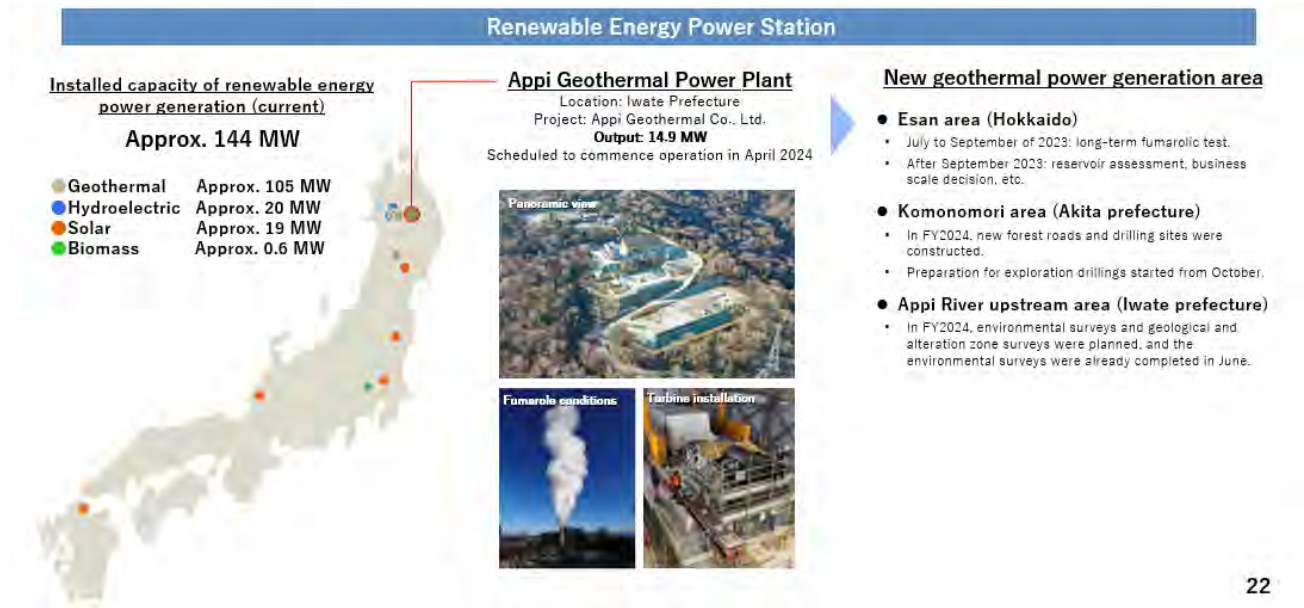 Renewable Energy Power Station
Installed capacity of renewable energy
power generation (current)
Approx. 144 MW
Geothermal Approx. 105 MW
Hydroelectric Approx. 20 MW
Solar Approx. 19 MW
Biomass Approx. 0.6 MW
Appi Geothermal Power Plant
Location: Iwate Prefecture
Project: Appi Geothermal Co., Ltd.
Output: 14.9 MW
Scheduled to commence operation in April 2024
Panoramic view
Fumarole conditions
Turbine installation
New geothermal power generation area
● Esan area (Hokkaido)
• July to September of 2023: long-term fumarolic test.
• After September 2023: reservoir assessment, business
scale decision, etc.
● Komonomori area (Akita prefecture)
• In FY2024, new forest roads and drilling sites were
constructed.
• Preparation for exploration drillings started from October.
● Appi River upstream area (Iwate prefecture)
• In FY2024, environmental surveys and geological and
alteration zone surveys were planned, and the
environmental surveys were already completed in June.
22